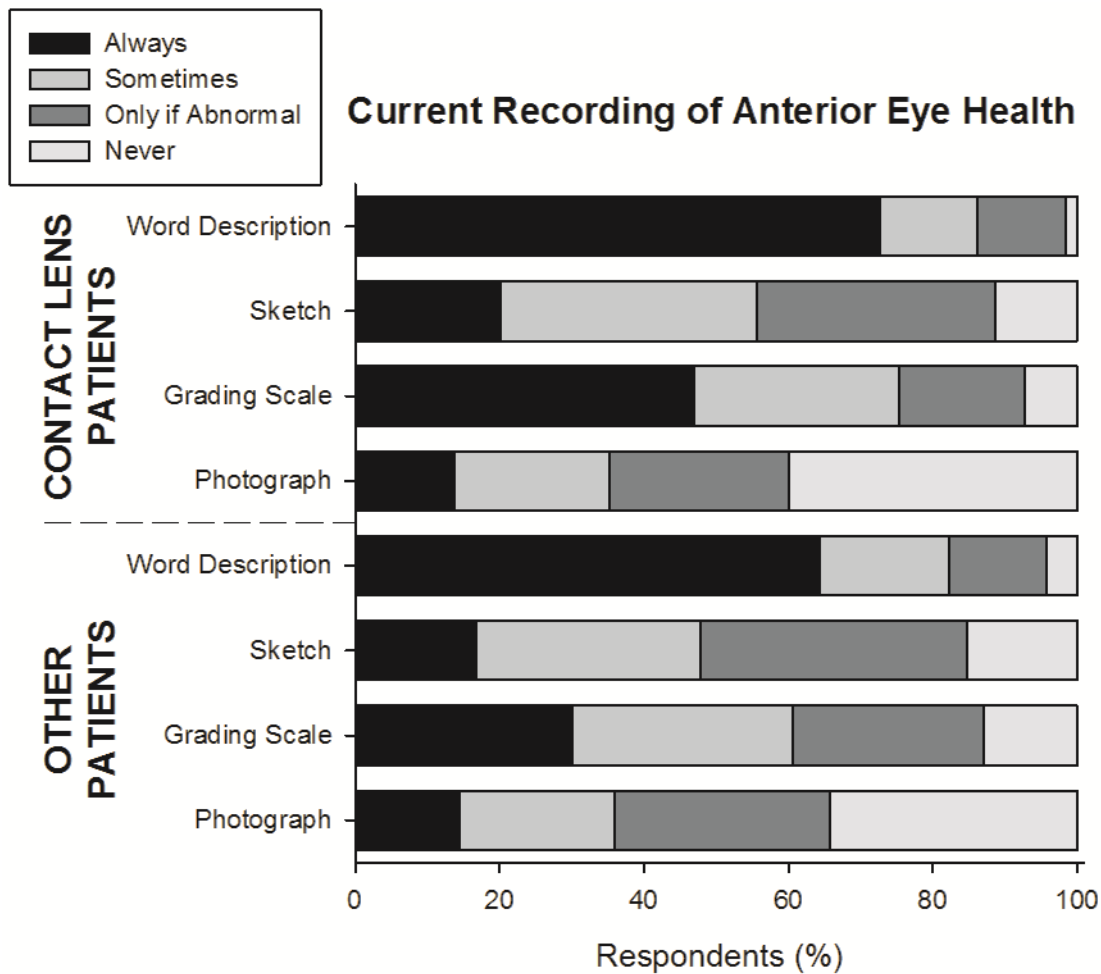 Always
Sometimes
Only if Abnormal
Never
Current Recording of Anterior Eye Health
CONTACT LENS
PATIENTS
Word Description
Sketch
Grading Scale
Photograph
OTHER
PATIENTS
Word Description
Sketch
Grading Scale
Photograph
0 20 40 60 80 100
Respondents (%)